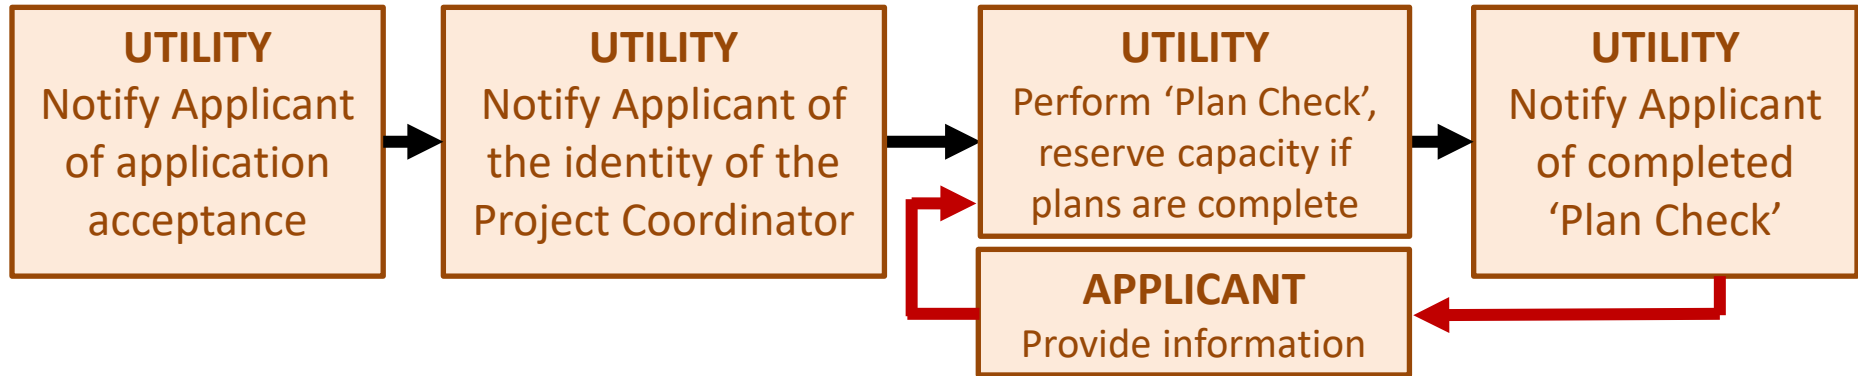 UTILITY
Notify Applicant
of application
acceptance
UTILITY
Notify Applicant of
the identity of the
Project Coordinator
UTILITY
Perform ‘Plan Check’,
reserve capacity if
plans are complete
UTILITY
Notify Applicant
of completed
‘Plan Check’
APPLICANT
Provide information